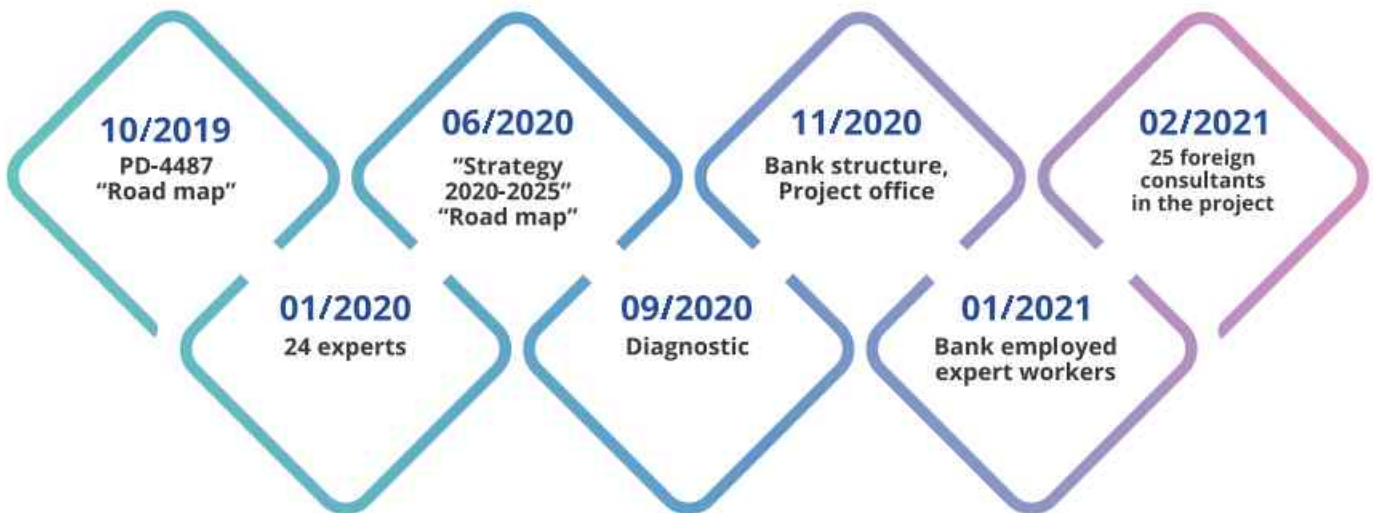 10/2019
PD-4487
“Road map”
01/2020
24 experts
06/2020
“Strategy
2020-2025”
“Road map”
09/2020
Diagnostic
11/2020
Bank structure,
Project office
01/2021
Bank employed
expert workers
02/2021
25 foreign
consultants
in the project